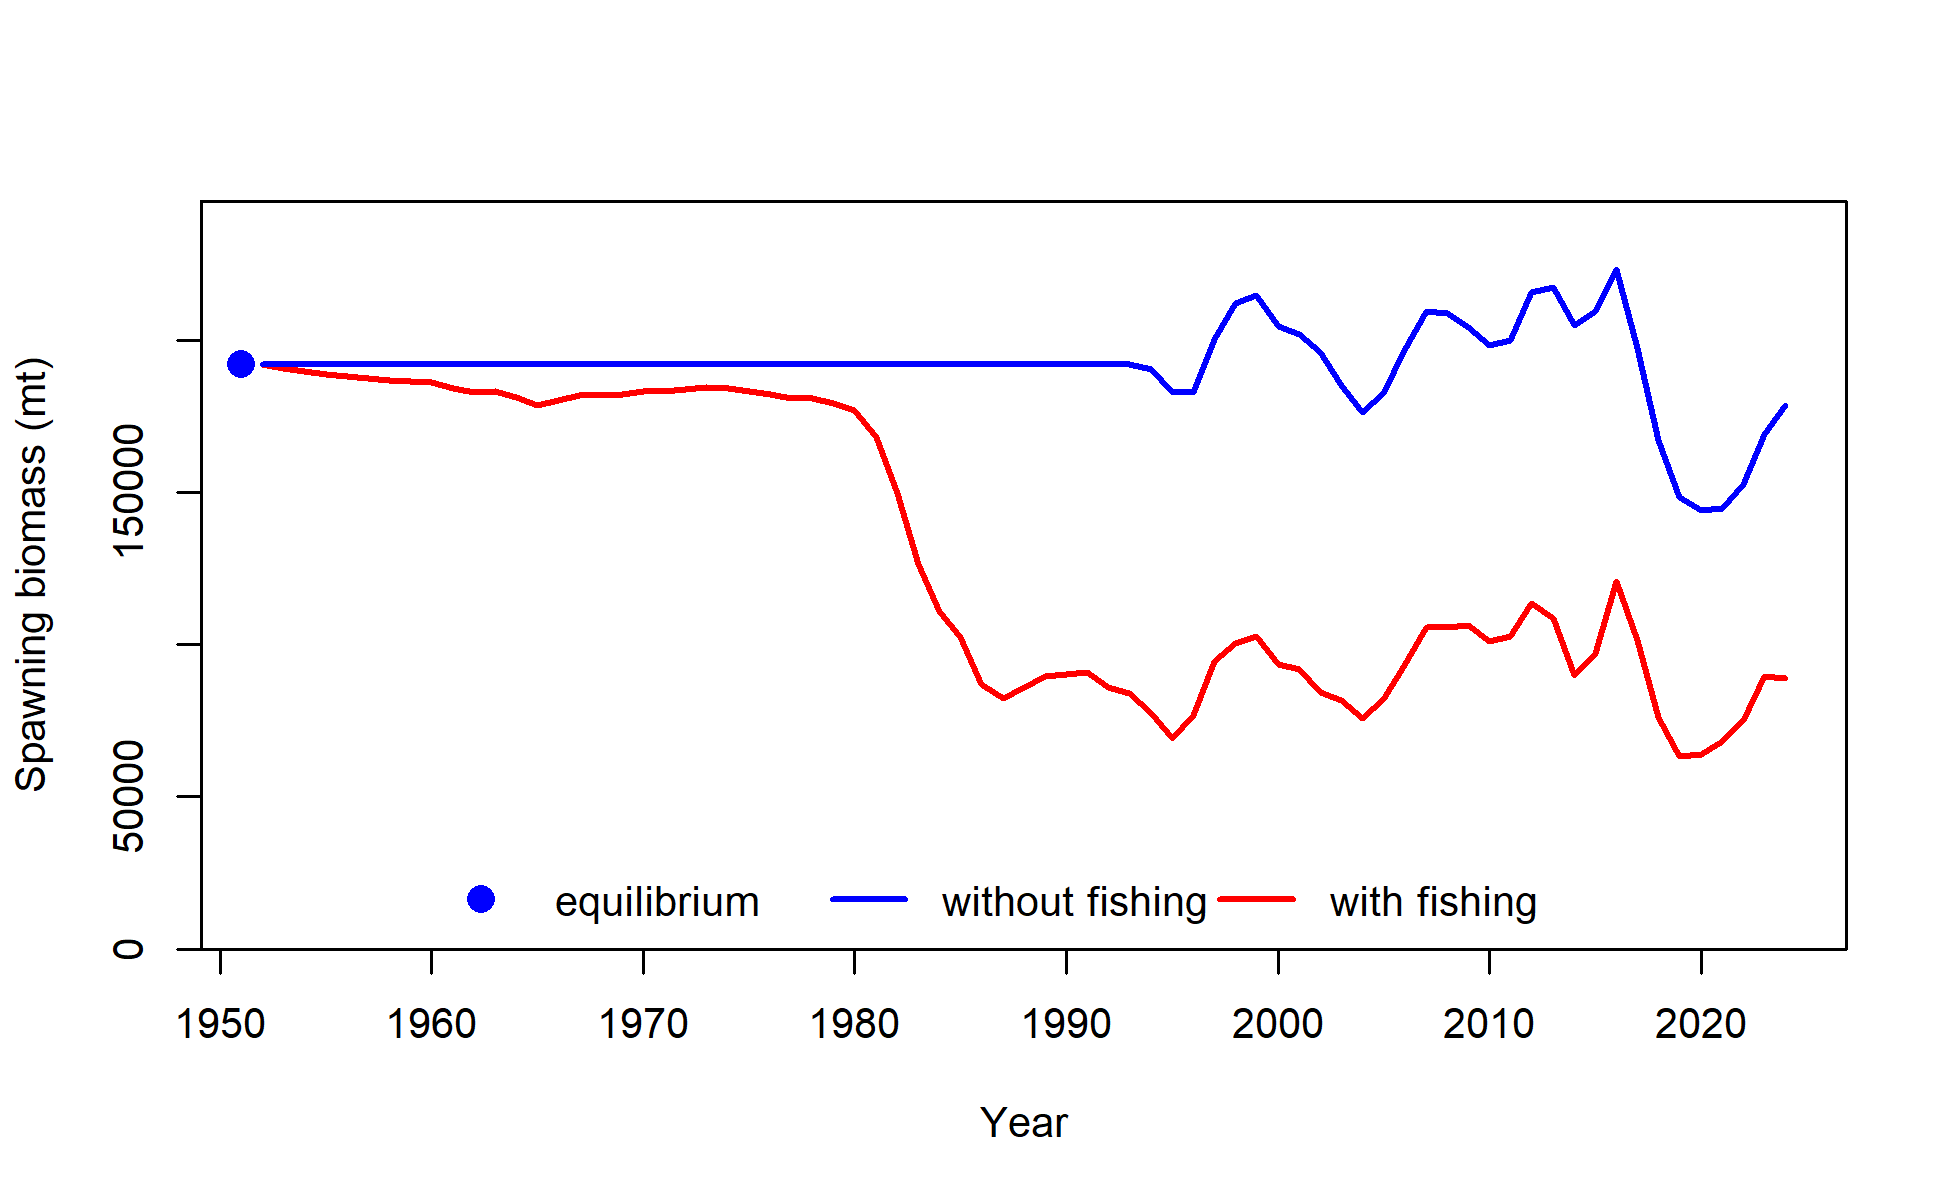 Spawning biomass (mt)
150000
50000
0
equilibrium without fishing with fishing
1950 1960 1970 1980 1990 2000 2010 2020
Year